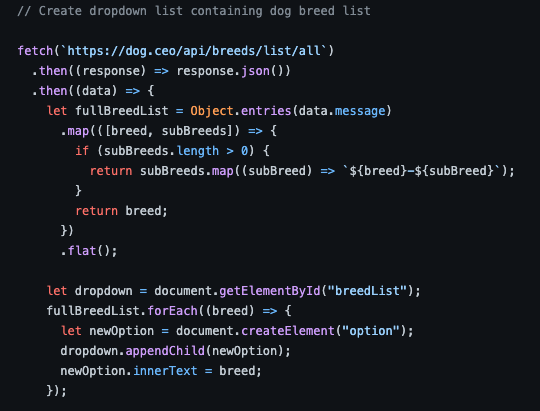 // Create dropdown list containing dog breed list

fetch(`https://dog.ceo/api/breeds/list/all`)
  .then((response) => response.json())
  .then((data) => {
    let fullBreedList = Object.entries(data.message)
      .map(([breed, subBreeds]) => {
        if (subBreeds.length > 0) {
          return subBreeds.map((subBreed) => `${breed}-${subBreed}`);
        }
        return breed;
      })
      .flat();

    let dropdown = document.getElementById("breedList");
    fullBreedList.forEach((breed) => {
      let newOption = document.createElement("option");
      dropdown.appendChild(newOption);
      newOption.innerText = breed;
    });